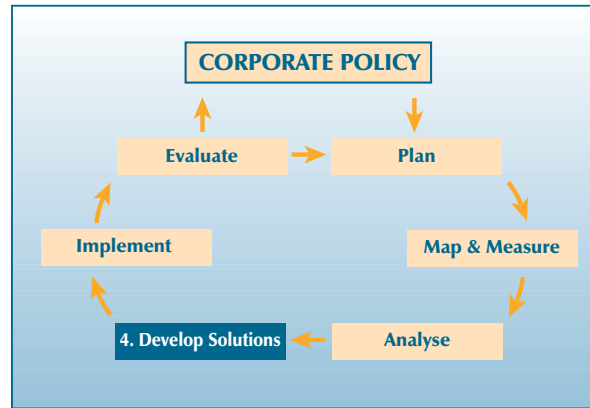 CORPORATE POLICY
Evaluate
Plan
Implement
Map & Measure
4. Develop Solutions
Analyse